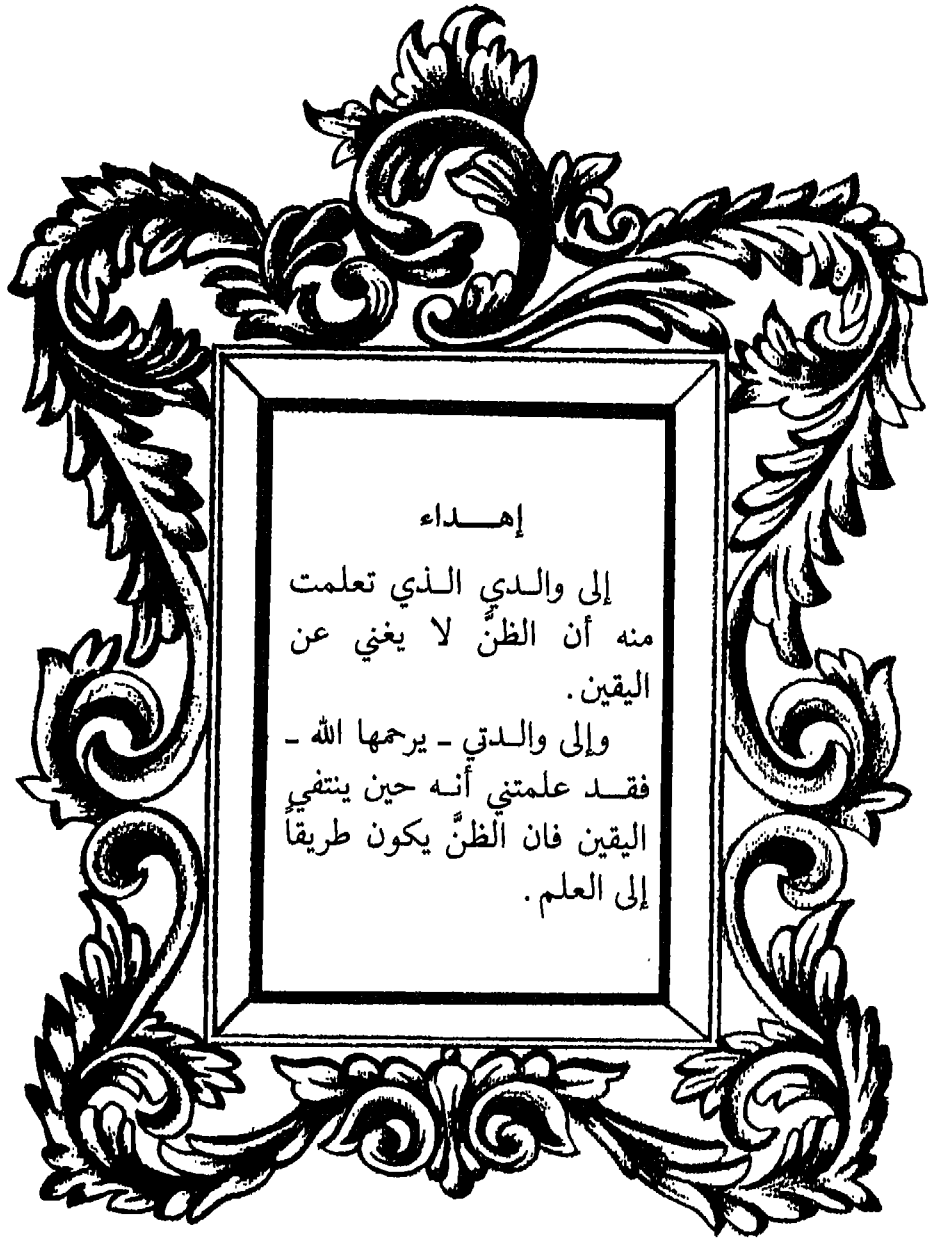 إهـــداء
إلى والـدي الـذي تعلمت
منه أن الظنَّ لا يغني عن
اليقين .
وإلى والـدتي ـ يرحمها الله ـ
فقـــد علمتني أنـه حين ينتفي
اليقين فان الظنَّ يكون طريقاً
إلى العلم .